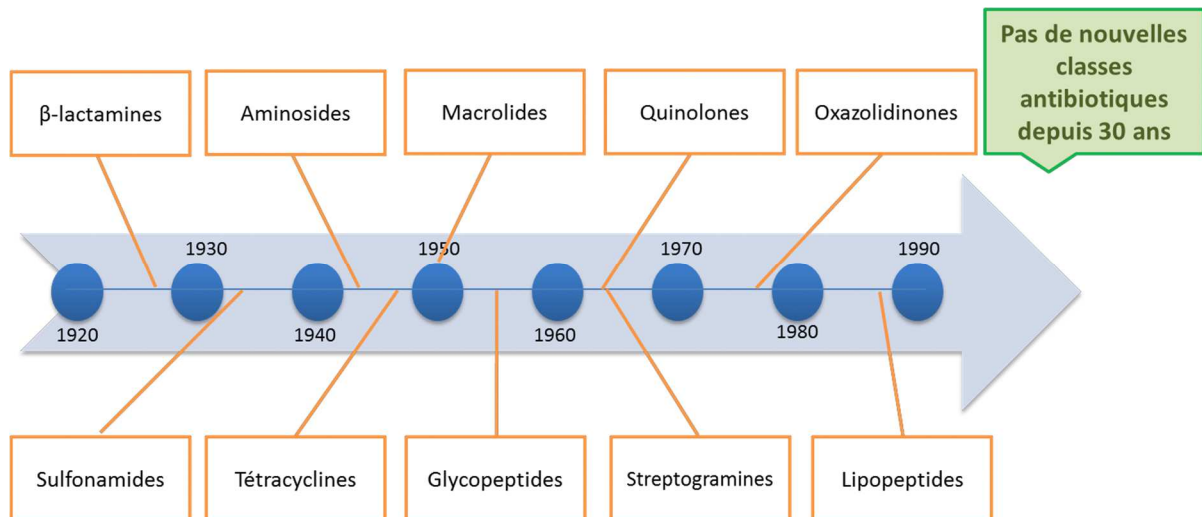 Pas de nouvelles
classes
antibiotiques
depuis 30 ans
β-lactamines
Aminosides
Macrolides
Quinolones
Oxazolidinones
1930
1950
1970
1990
1920
1940
1960
1980
Sulfonamides
Tétracyclines
Glycopeptides
Streptogramines
Lipopeptides